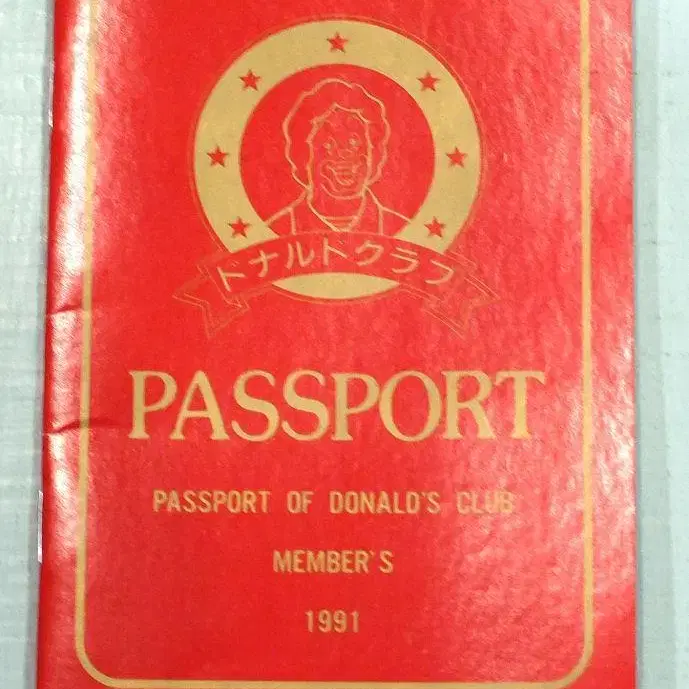 ドナルドクラブ
PASSPORT
PASSPORT OF DONALD'S CLUB
MEMBER'S
1991